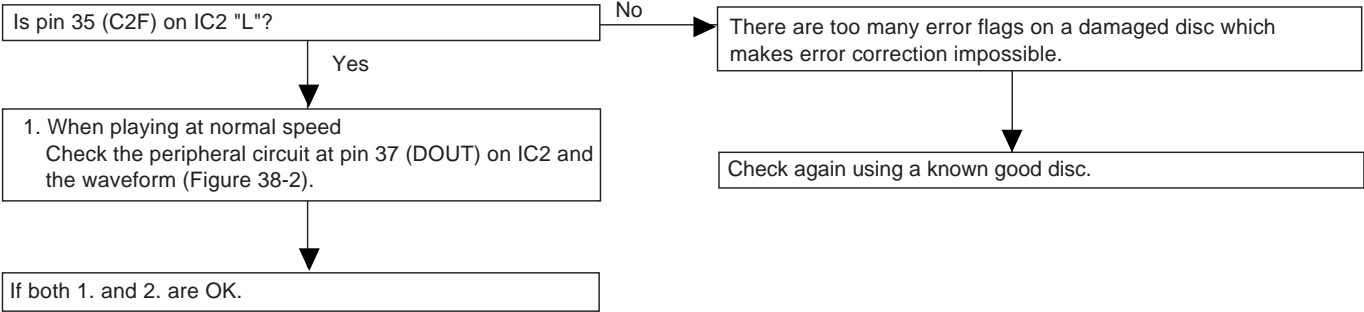 Is pin 35 (C2F) on IC2 "L"?
No
There are too many error flags on a damaged disc which
makes error correction impossible.
Yes
1. When playing at normal speed
Check the peripheral circuit at pin 37 (DOUT) on IC2 and
the waveform (Figure 38-2).
Check again using a known good disc.
If both 1. and 2. are OK.